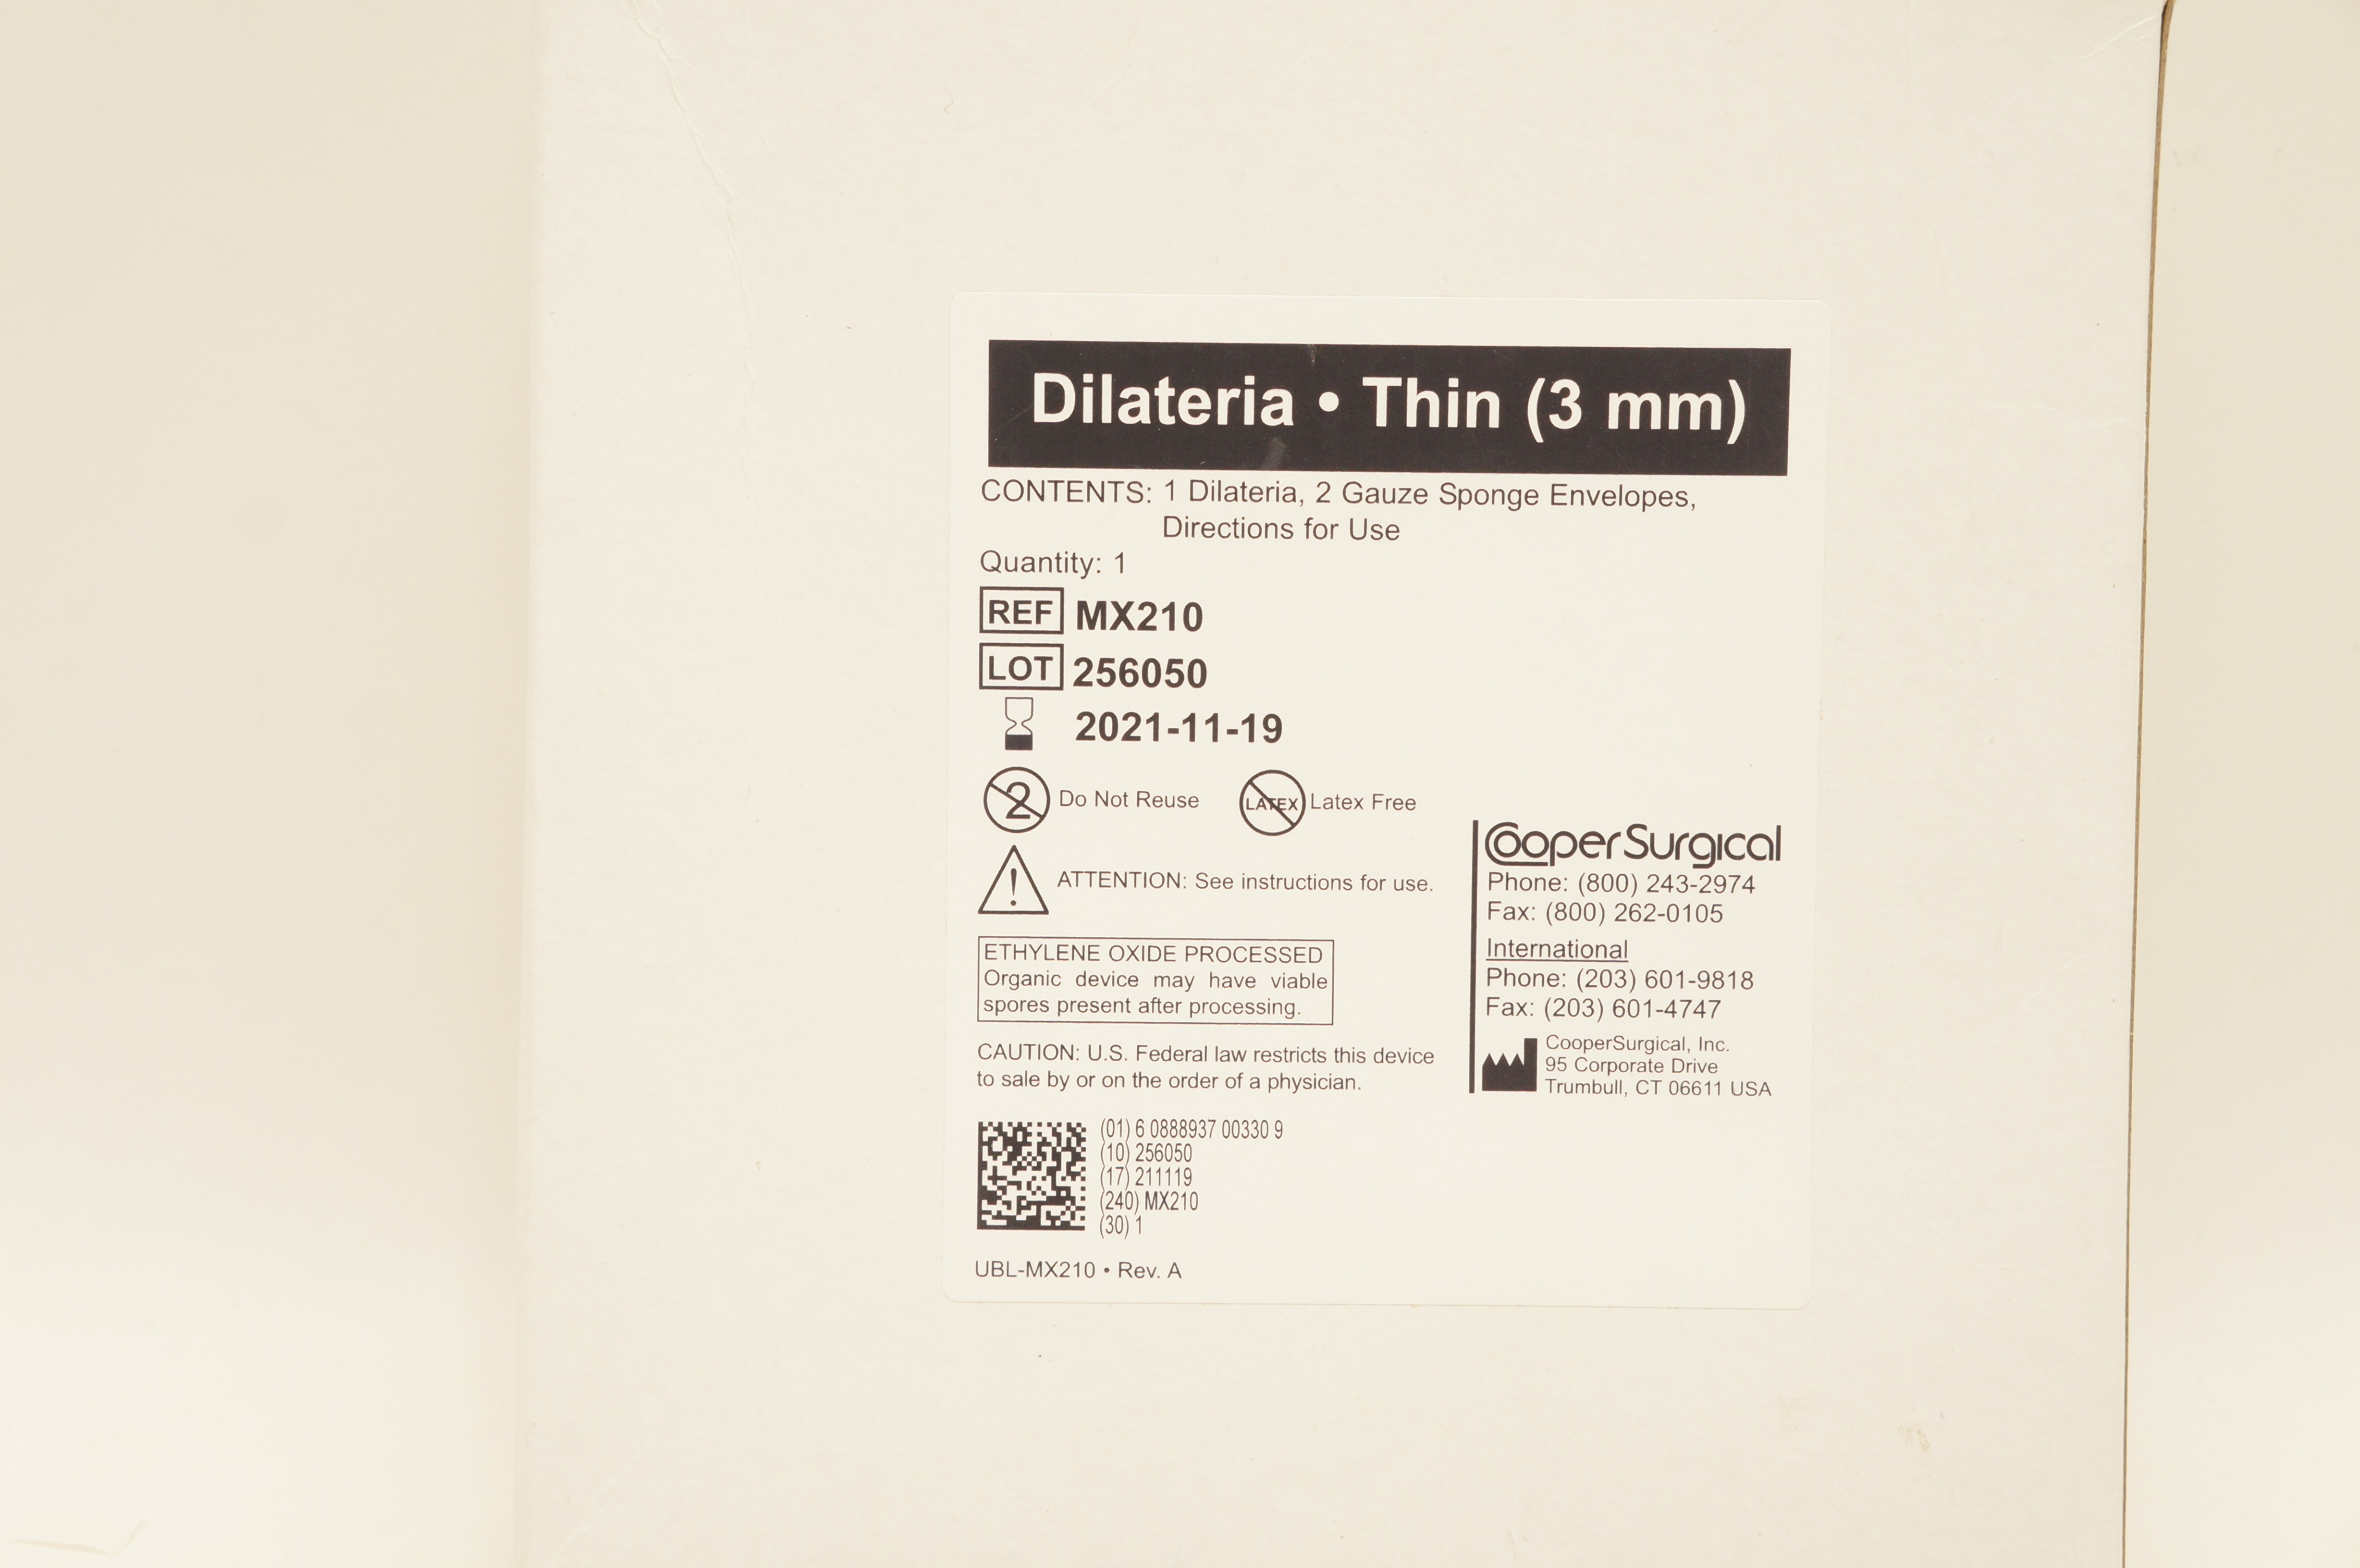 Dilateria • Thin (3 mm)
CONTENTS: 1 Dilateria, 2 Gauze Sponge Envelopes,
Directions for Use
Quantity: 1
REF MX210
LOT 256050
2021-11-19
2 Do Not Reuse LATEX Latex Free
! ATTENTION: See instructions for use.
ETHYLENE OXIDE PROCESSED
Organic device may have viable
spores present after processing.
CAUTION: U.S. Federal law restricts this device
to sale by or on the order of a physician.
CooperSurgical
Phone: (800) 243-2974
Fax: (800) 262-0105
International
Phone: (203) 601-9818
Fax: (203) 601-4747
CooperSurgical, Inc.
95 Corporate Drive
Trumbull, CT 06611 USA
(01) 6 0888937 00330 9
(10) 256050
(17) 211119
(240) MX210
(30) 1
UBL-MX210 • Rev. A